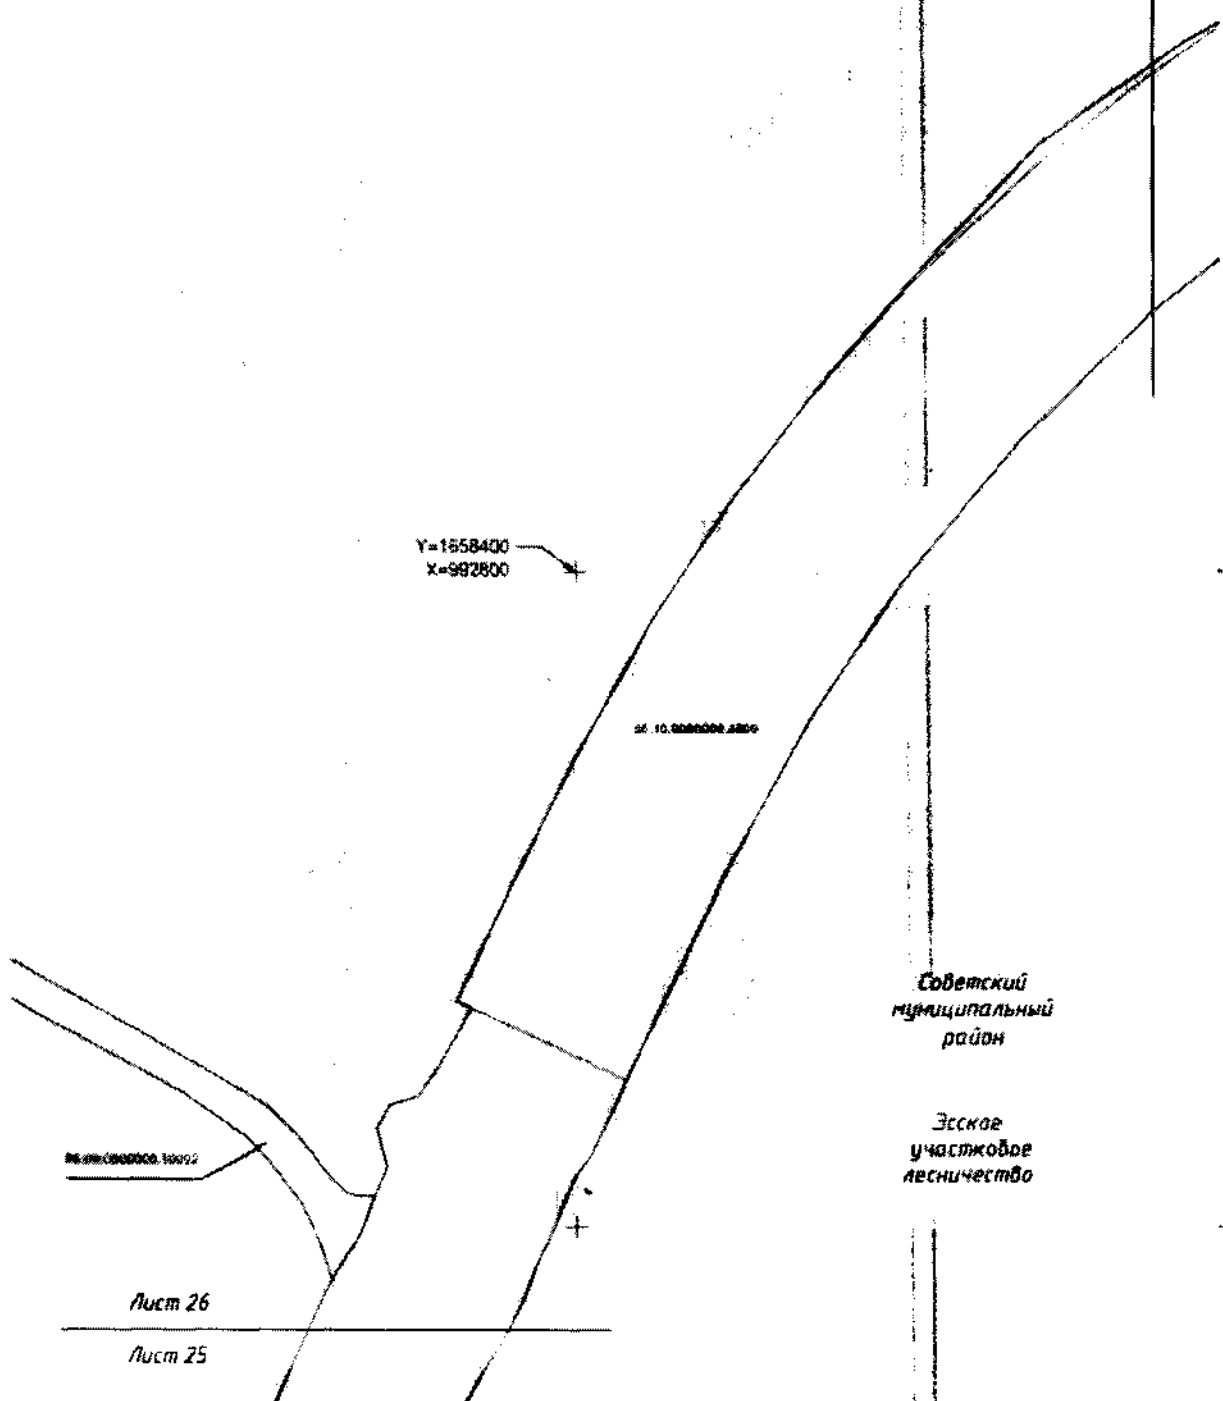 Y=1658400
X=992800
Советский
муниципальный
район
Эсское
участковое
лесничество
Лист 26
Лист 25